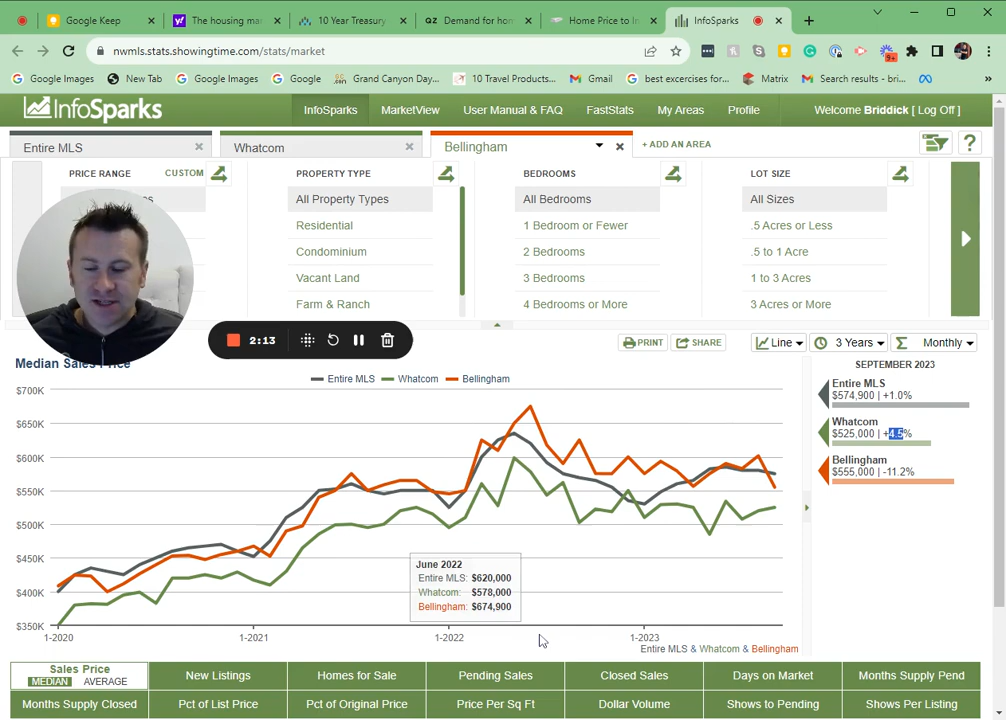 Google Keep
The housing ma
10 Year Treasury
Demand for hom
Home Price to In
InfoSparks
nwmls.stats.showingtime.com/stats/market
9+
Google Images
New Tab
Google Images
Google
Grand Canyon Day...
10 Travel Products...
Gmail
best excercises for...
Matrix
Search results - bri...
»
InfoSparks
InfoSparks
MarketView
User Manual & FAQ
FastStats
My Areas
Profile
Welcome Briddick [ Log Off ]
Entire MLS
Whatcom
Bellingham
+ ADD AN AREA
?
PRICE RANGE
CUSTOM
PROPERTY TYPE
All Property Types
Residential
Condominium
Vacant Land
Farm & Ranch
BEDROOMS
All Bedrooms
1 Bedroom or Fewer
2 Bedrooms
3 Bedrooms
4 Bedrooms or More
LOT SIZE
All Sizes
.5 Acres or Less
.5 to 1 Acre
1 to 3 Acres
3 Acres or More
2:13
PRINT
SHARE
Line
3 Years
Σ Monthly
Median Sales Price
Entire MLS
Whatcom
Bellingham
$700K
$650K
$600K
$550K
$500K
$450K
$400K
$350K
1-2020
1-2021
1-2022
1-2023
June 2022
Entire MLS: $620,000
Whatcom: $578,000
Bellingham: $674,900
Entire MLS & Whatcom & Bellingham
SEPTEMBER 2023
Entire MLS
$574,900 | +1.0%
Whatcom
$525,000 | +4.5%
Bellingham
$555,000 | -11.2%
Sales Price
MEDIAN AVERAGE
New Listings
Homes for Sale
Pending Sales
Closed Sales
Days on Market
Months Supply Pend
Months Supply Closed
Pct of List Price
Pct of Original Price
Price Per Sq Ft
Dollar Volume
Shows to Pending
Shows Per Listing